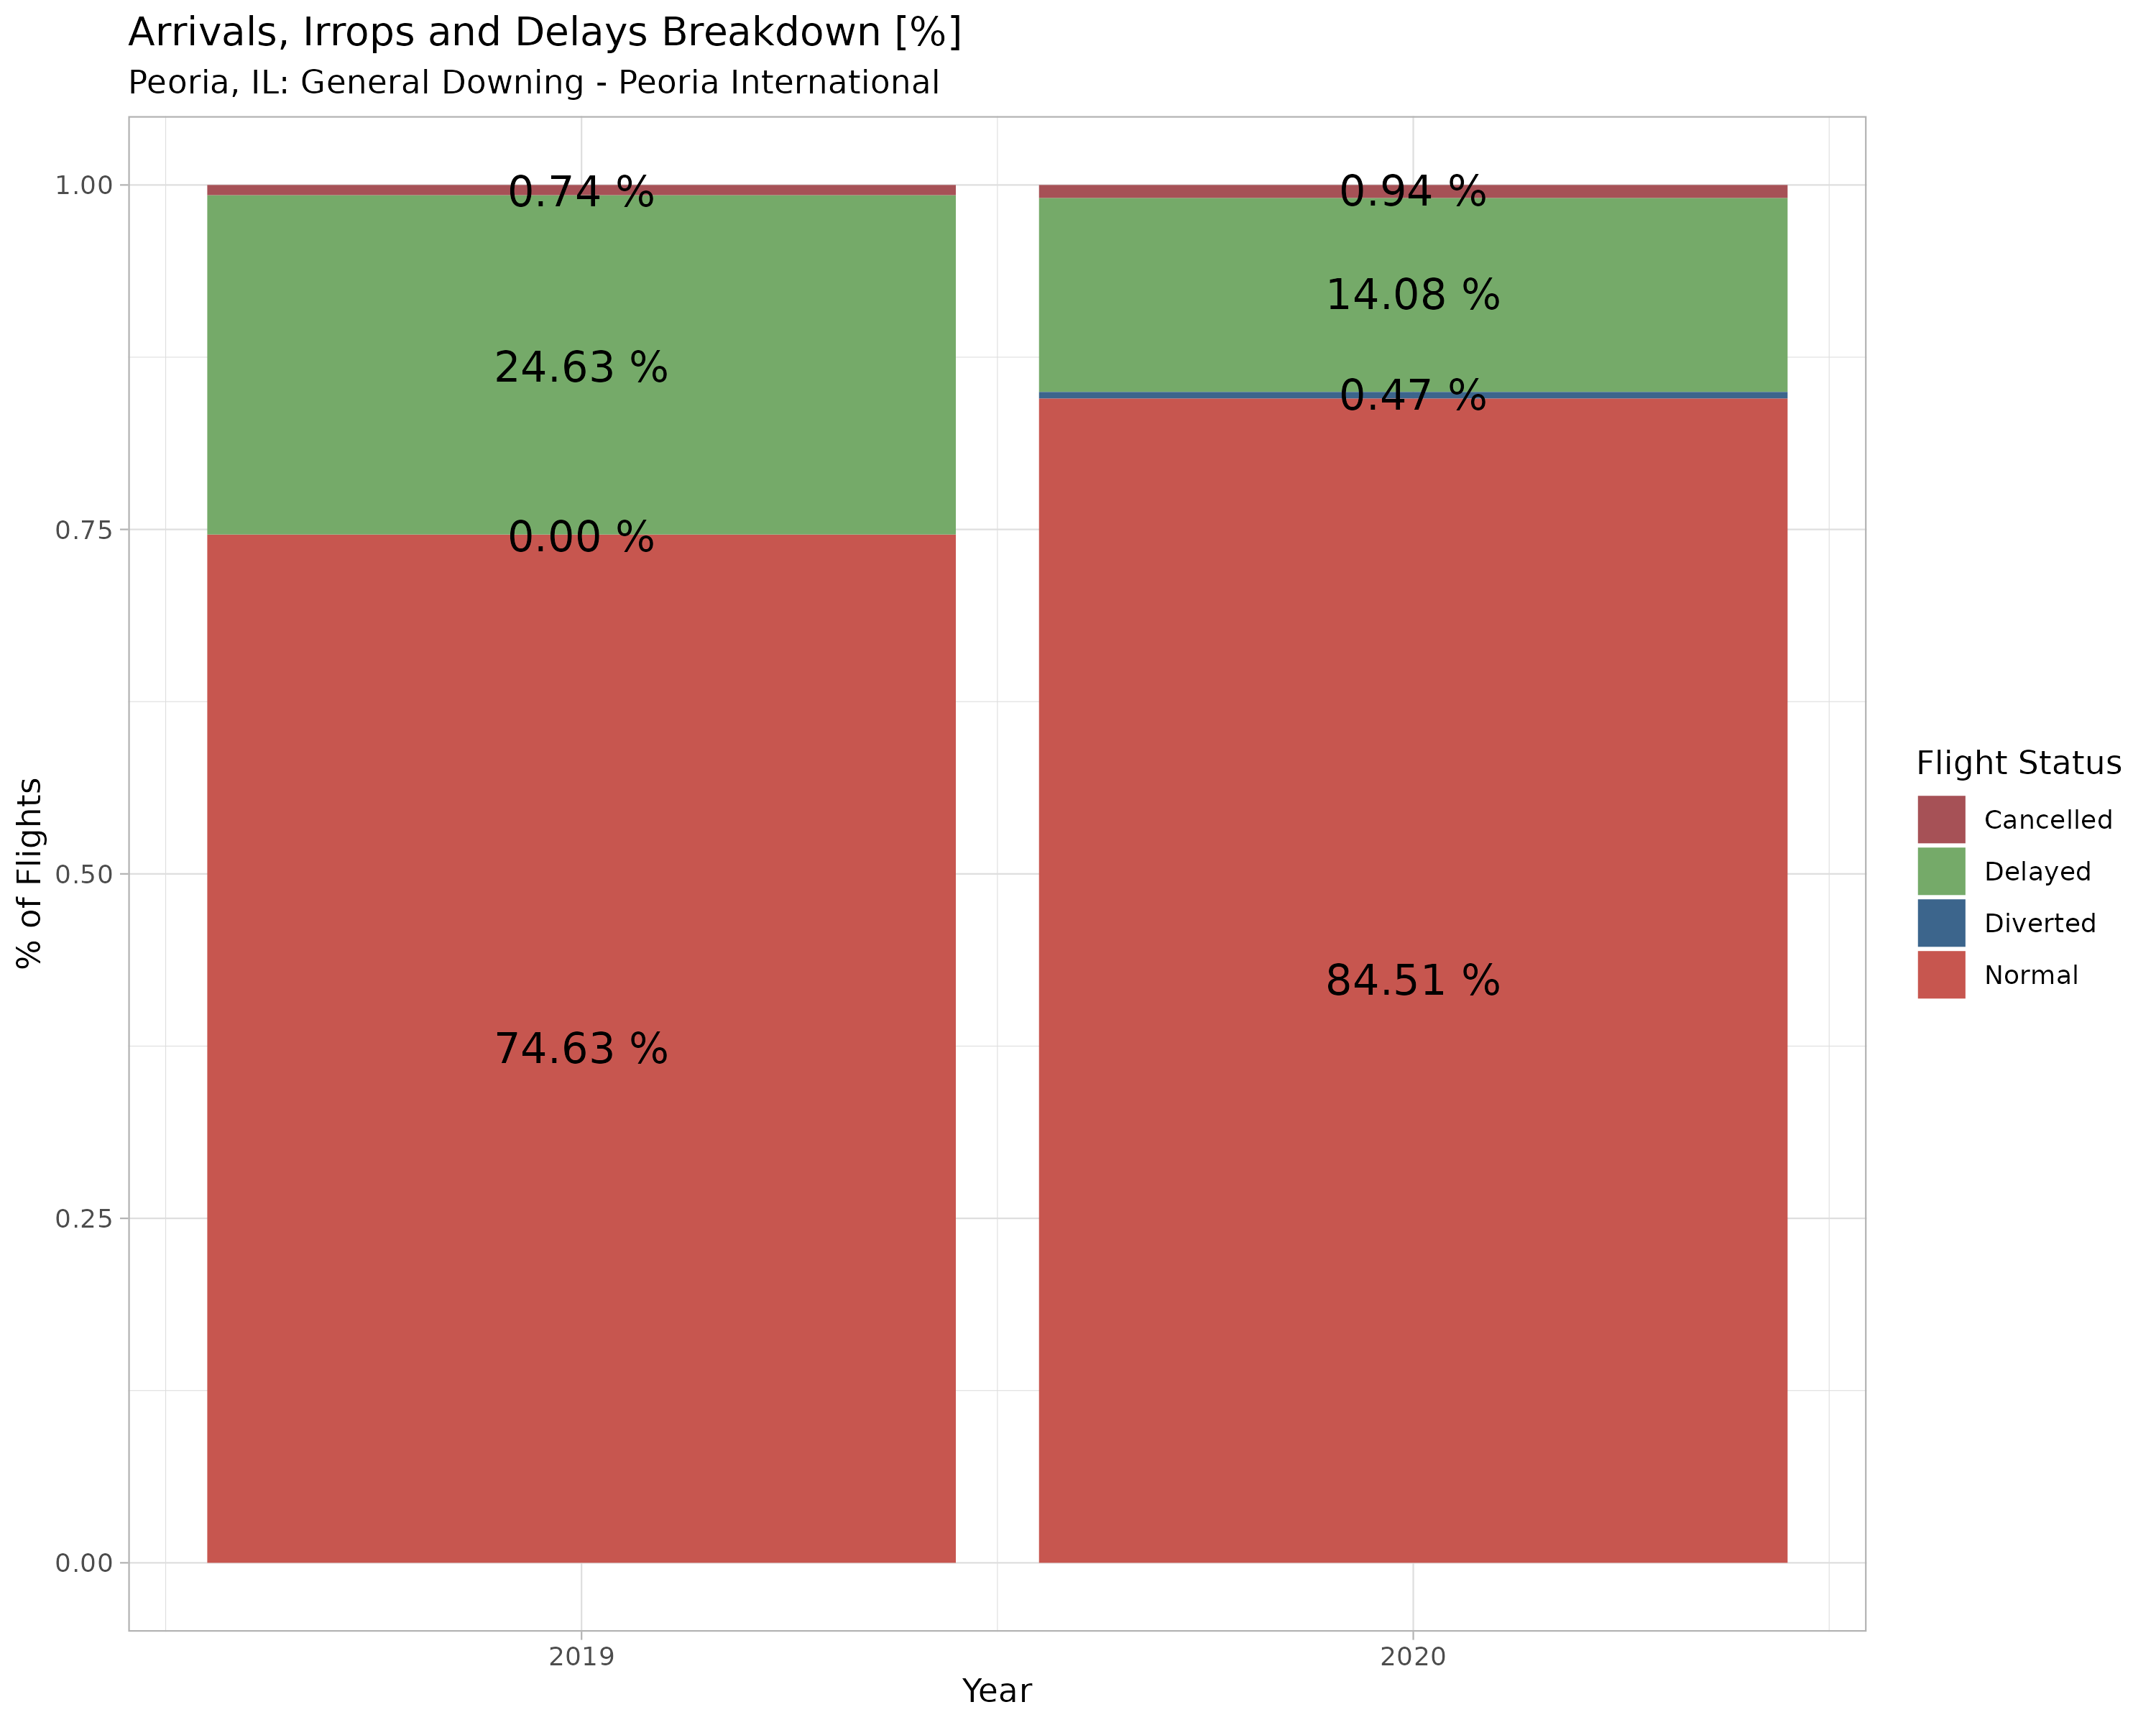 Arrivals, Irrops and Delays Breakdown [%]
Peoria, IL: General Downing - Peoria International
% of Flights
1.00
0.75
0.50
0.25
0.00
0.74 %
24.63 %
0.00 %
74.63 %
0.94 %
14.08 %
0.47 %
84.51 %
2019
2020
Year
Flight Status
Cancelled
Delayed
Diverted
Normal